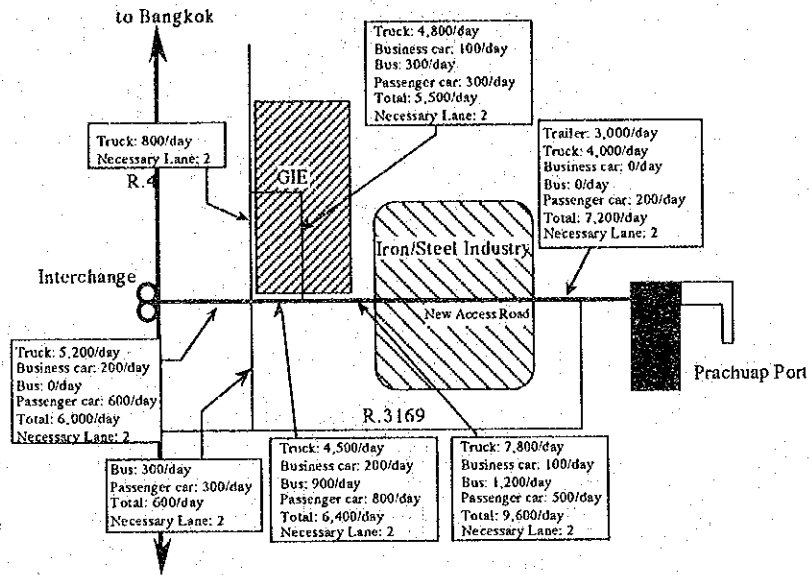 to Bangkok
Truck: 4,800/day
Business car: 100/day
Bus: 300/day
Passenger car: 300/day
Total: 5,500/day
Necessary Lane: 2
Truck: 800/day
Necessary Lane: 2
R.4
GIE
Trailer: 3,000/day
Truck: 4,000/day
Business car: 0/day
Bus: 0/day
Passenger car: 200/day
Total: 7,200/day
Necessary Lane: 2
Iron/Steel Industry
Interchange
New Access Road
Prachuap Port
Truck: 5,200/day
Business car: 200/day
Bus: 0/day
Passenger car: 600/day
Total: 6,000/day
Necessary Lane: 2
R.3169
Bus: 300/day
Passenger car: 300/day
Total: 600/day
Necessary Lane: 2
Truck: 4,500/day
Business car: 200/day
Bus: 900/day
Passenger car: 800/day
Total: 6,400/day
Necessary Lane: 2
Truck: 7,800/day
Business car: 100/day
Bus: 1,200/day
Passenger car: 500/day
Total: 9,600/day
Necessary Lane: 2